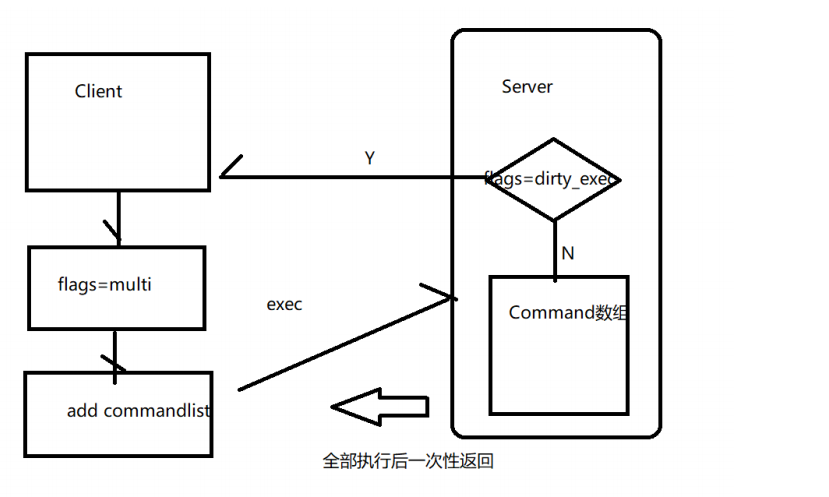 Client
Server
Y
flags=dirty_exec
N
flags=multi
exec
Command数组
add commandlist
全部执行后一次性返回